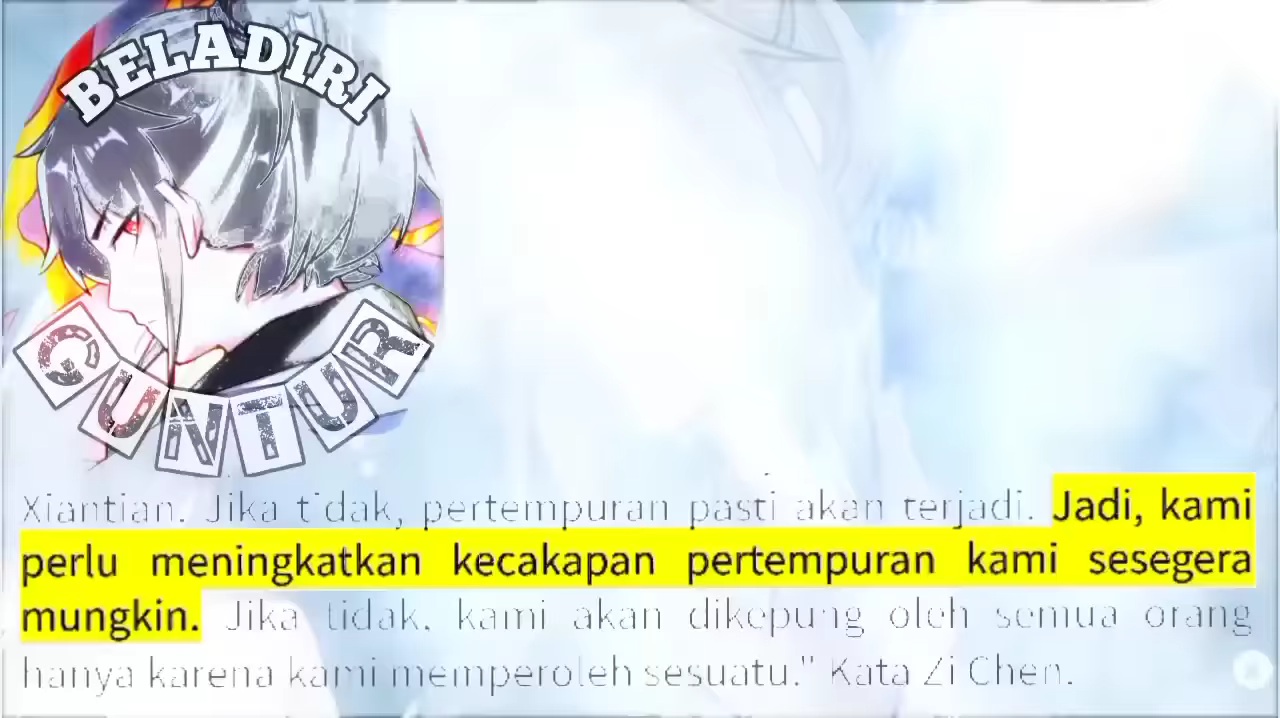 BELADIRI
GUNTUR
Xiantian. Jika tidak, pertempuran pasti akan terjadi. Jadi, kami
perlu meningkatkan kecakapan pertempuran kami sesegera
mungkin. Jika tidak, kami akan dikepung oleh semua orang
hanya karena kami memperoleh sesuatu." Kata Zi Chen.